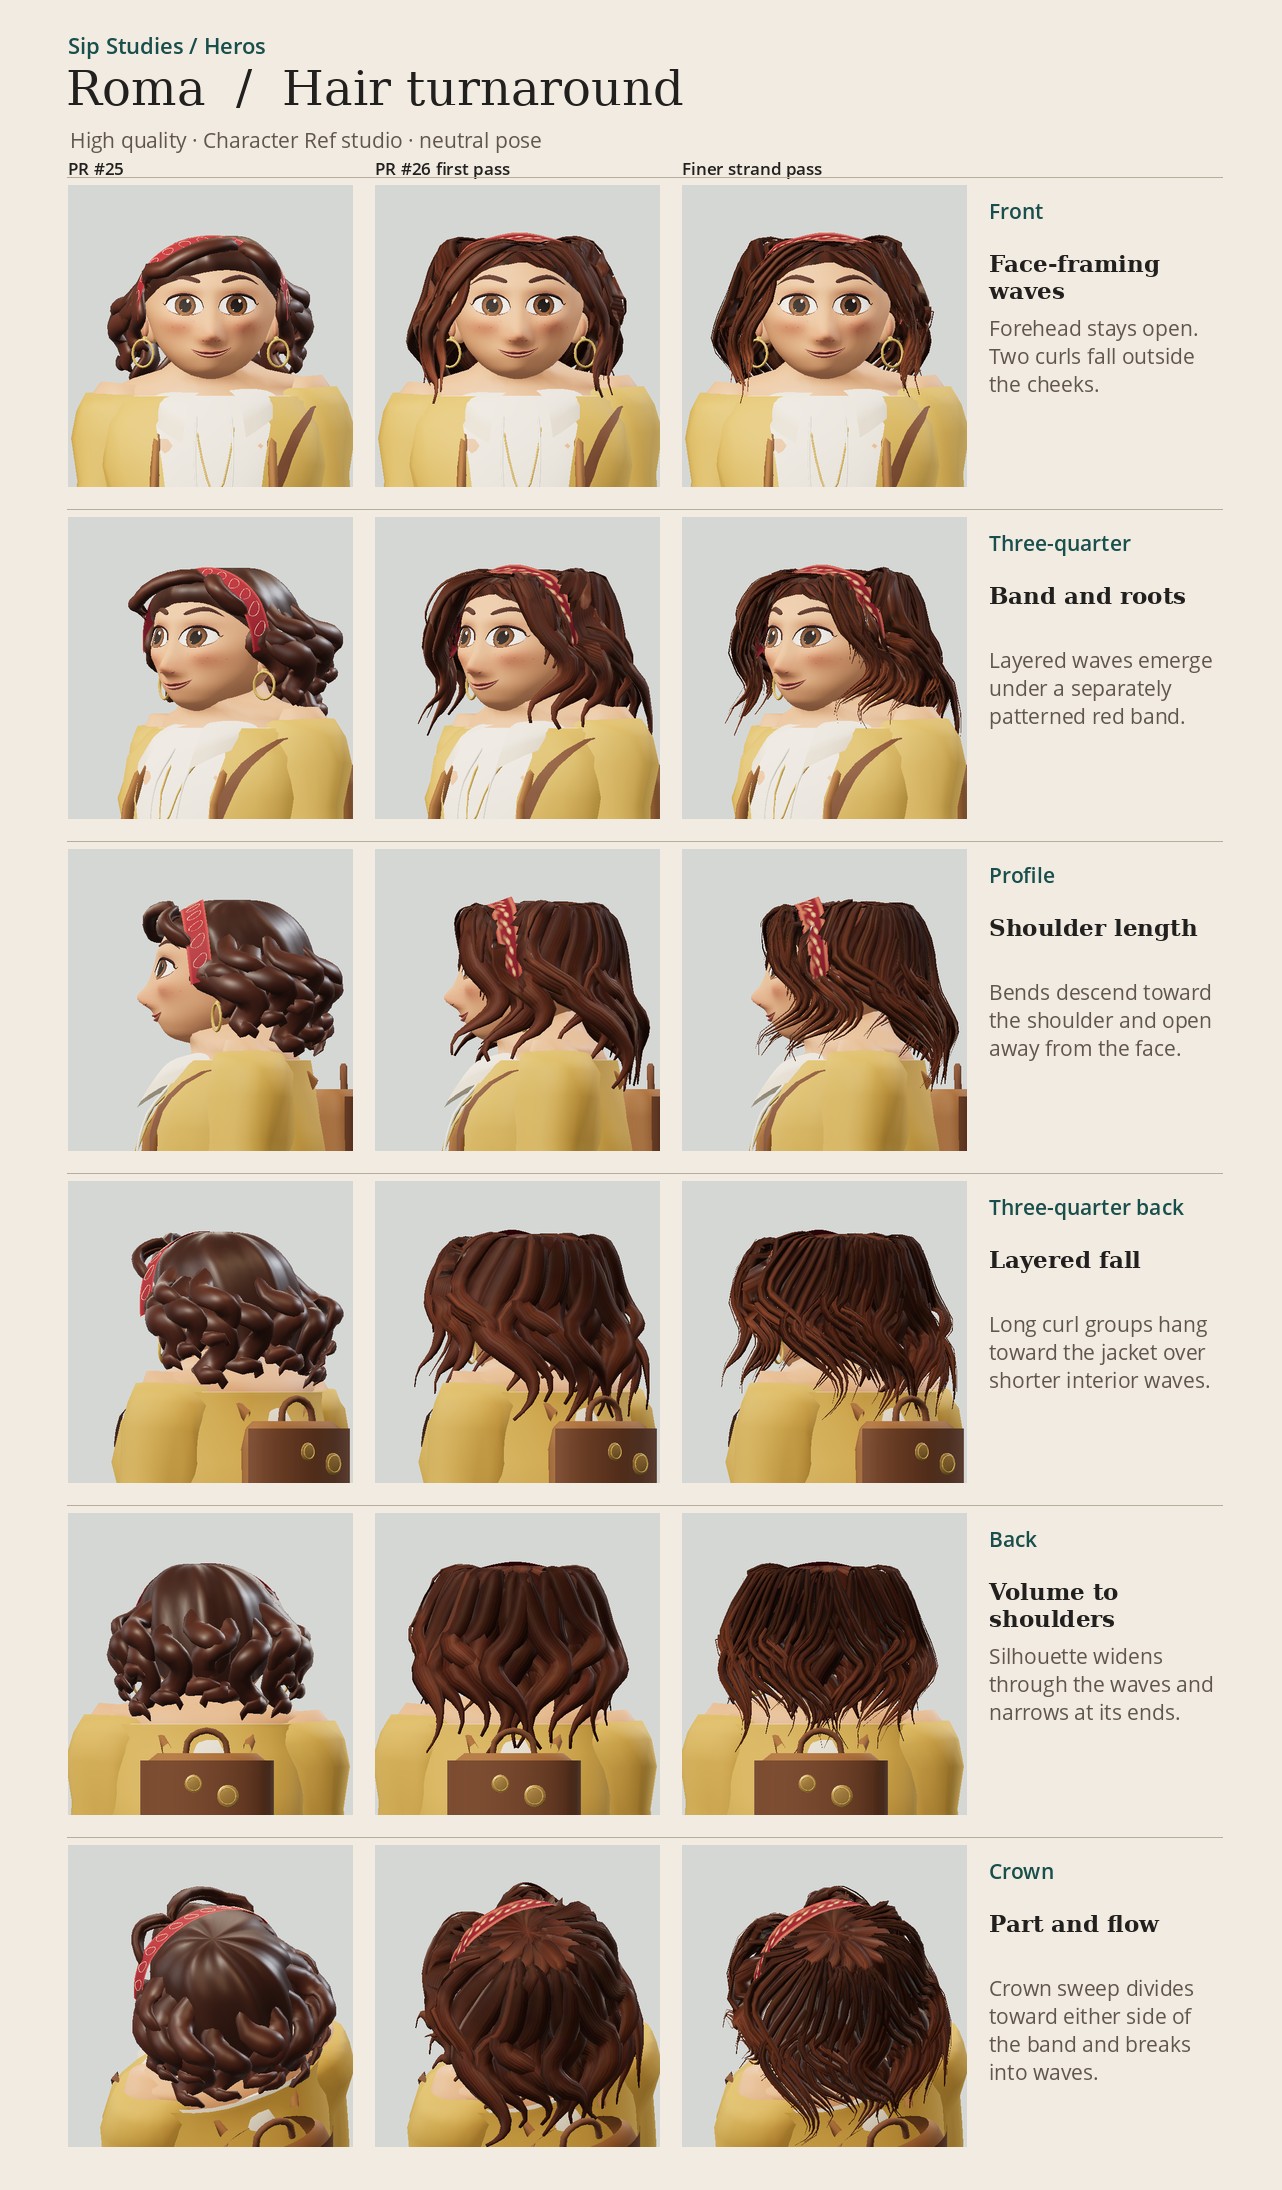 Sip Studies / Heros
Roma / Hair turnaround
High quality · Character Ref studio · neutral pose
PR #25
PR #26 first pass
Finer strand pass
Front
Face-framing
waves
Forehead stays open.
Two curls fall outside
the cheeks.
Three-quarter
Band and roots
Layered waves emerge
under a separately
patterned red band.
Profile
Shoulder length
Bends descend toward
the shoulder and open
away from the face.
Three-quarter back
Layered fall
Long curl groups hang
toward the jacket over
shorter interior waves.
Back
Volume to
shoulders
Silhouette widens
through the waves and
narrows at its ends.
Crown
Part and flow
Crown sweep divides
toward either side of
the band and breaks
into waves.